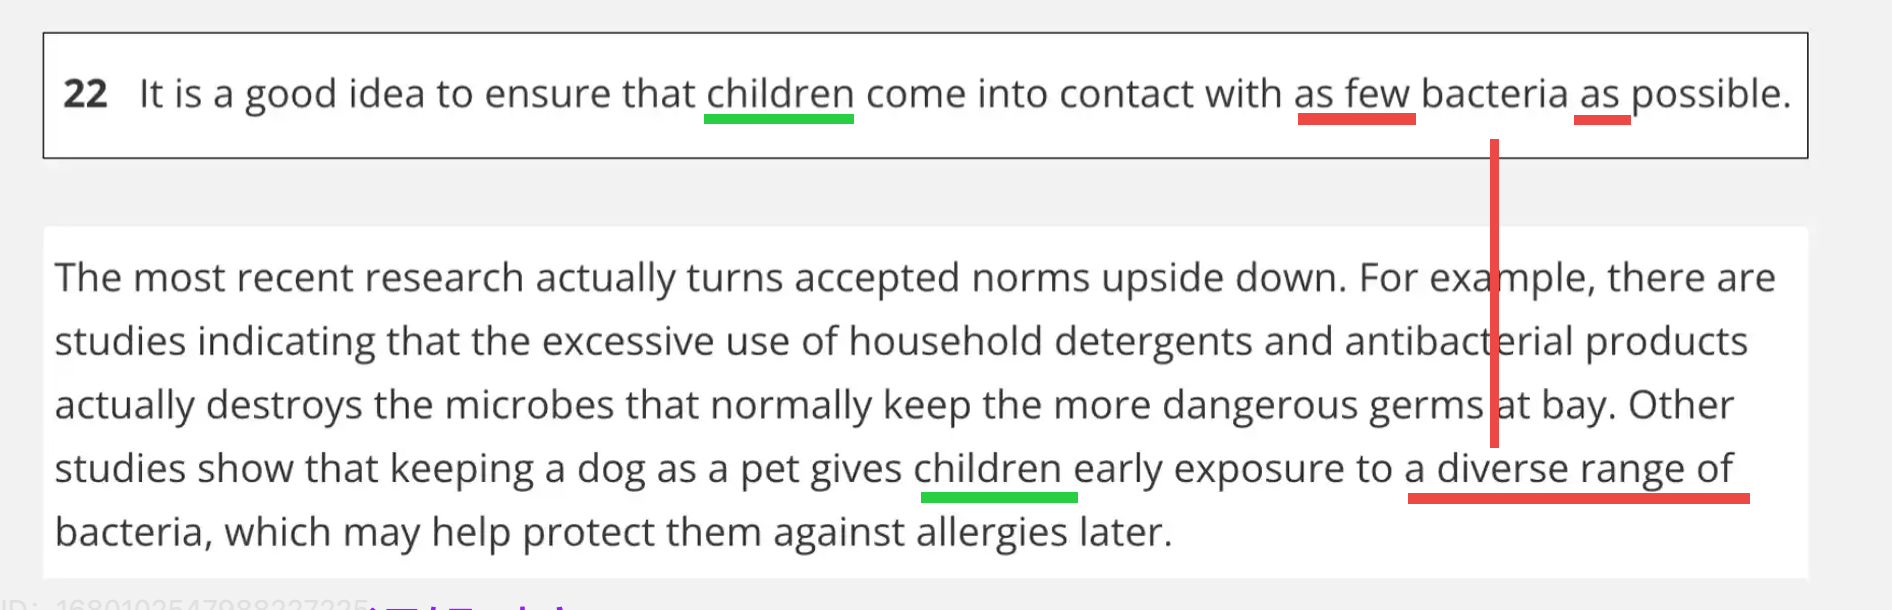 22 It is a good idea to ensure that children come into contact with as few bacteria as possible.
The most recent research actually turns accepted norms upside down. For example, there are
studies indicating that the excessive use of household detergents and antibacterial products
actually destroys the microbes that normally keep the more dangerous germs at bay. Other
studies show that keeping a dog as a pet gives children early exposure to a diverse range of
bacteria, which may help protect them against allergies later.